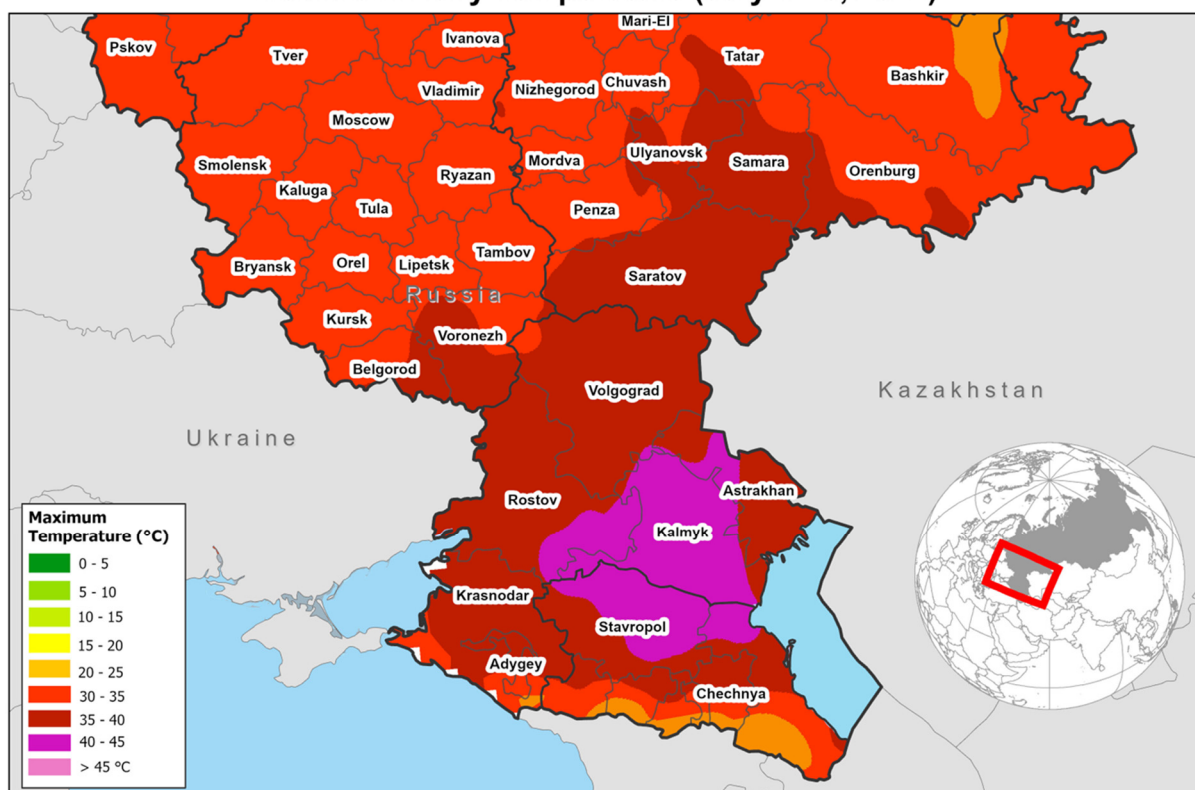 Mari-El
Pskov
Ivanova
Tver
Tatar
Bashkir
Vladimir
Nizhegorod
Chuvash
Moscow
Smolensk
Mordva
Ulyanovsk
Samara
Orenburg
Ryazan
Kaluga
Tula
Penza
Tambov
Bryansk
Orel
Lipetsk
Saratov
Russia
Kursk
Voronezh
Belgorod
Volgograd
Kazakhstan
Ukraine
Astrakhan
Rostov
Kalmyk
Krasnodar
Stavropol
Adygey
Chechnya
Maximum
Temperature (°C)
0 - 5
5 - 10
10 - 15
15 - 20
20 - 25
30 - 35
35 - 40
40 - 45
> 45 °C